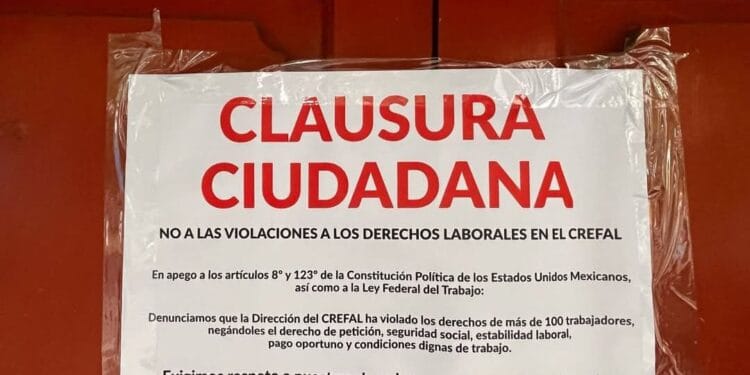 CLAUSURA
CIUDADANA
NO A LAS VIOLACIONES A LOS DERECHOS LABORALES EN EL CREFAL
En apego a los artículos 8° y 123° de la Constitución Política de los Estados Unidos Mexicanos,
así como a la Ley Federal del Trabajo:
Denunciamos que la Dirección del CREFAL ha violado los derechos de más de 100 trabajadores,
negándoles el derecho de petición, seguridad social, estabilidad laboral,
pago oportuno y condiciones dignas de trabajo.